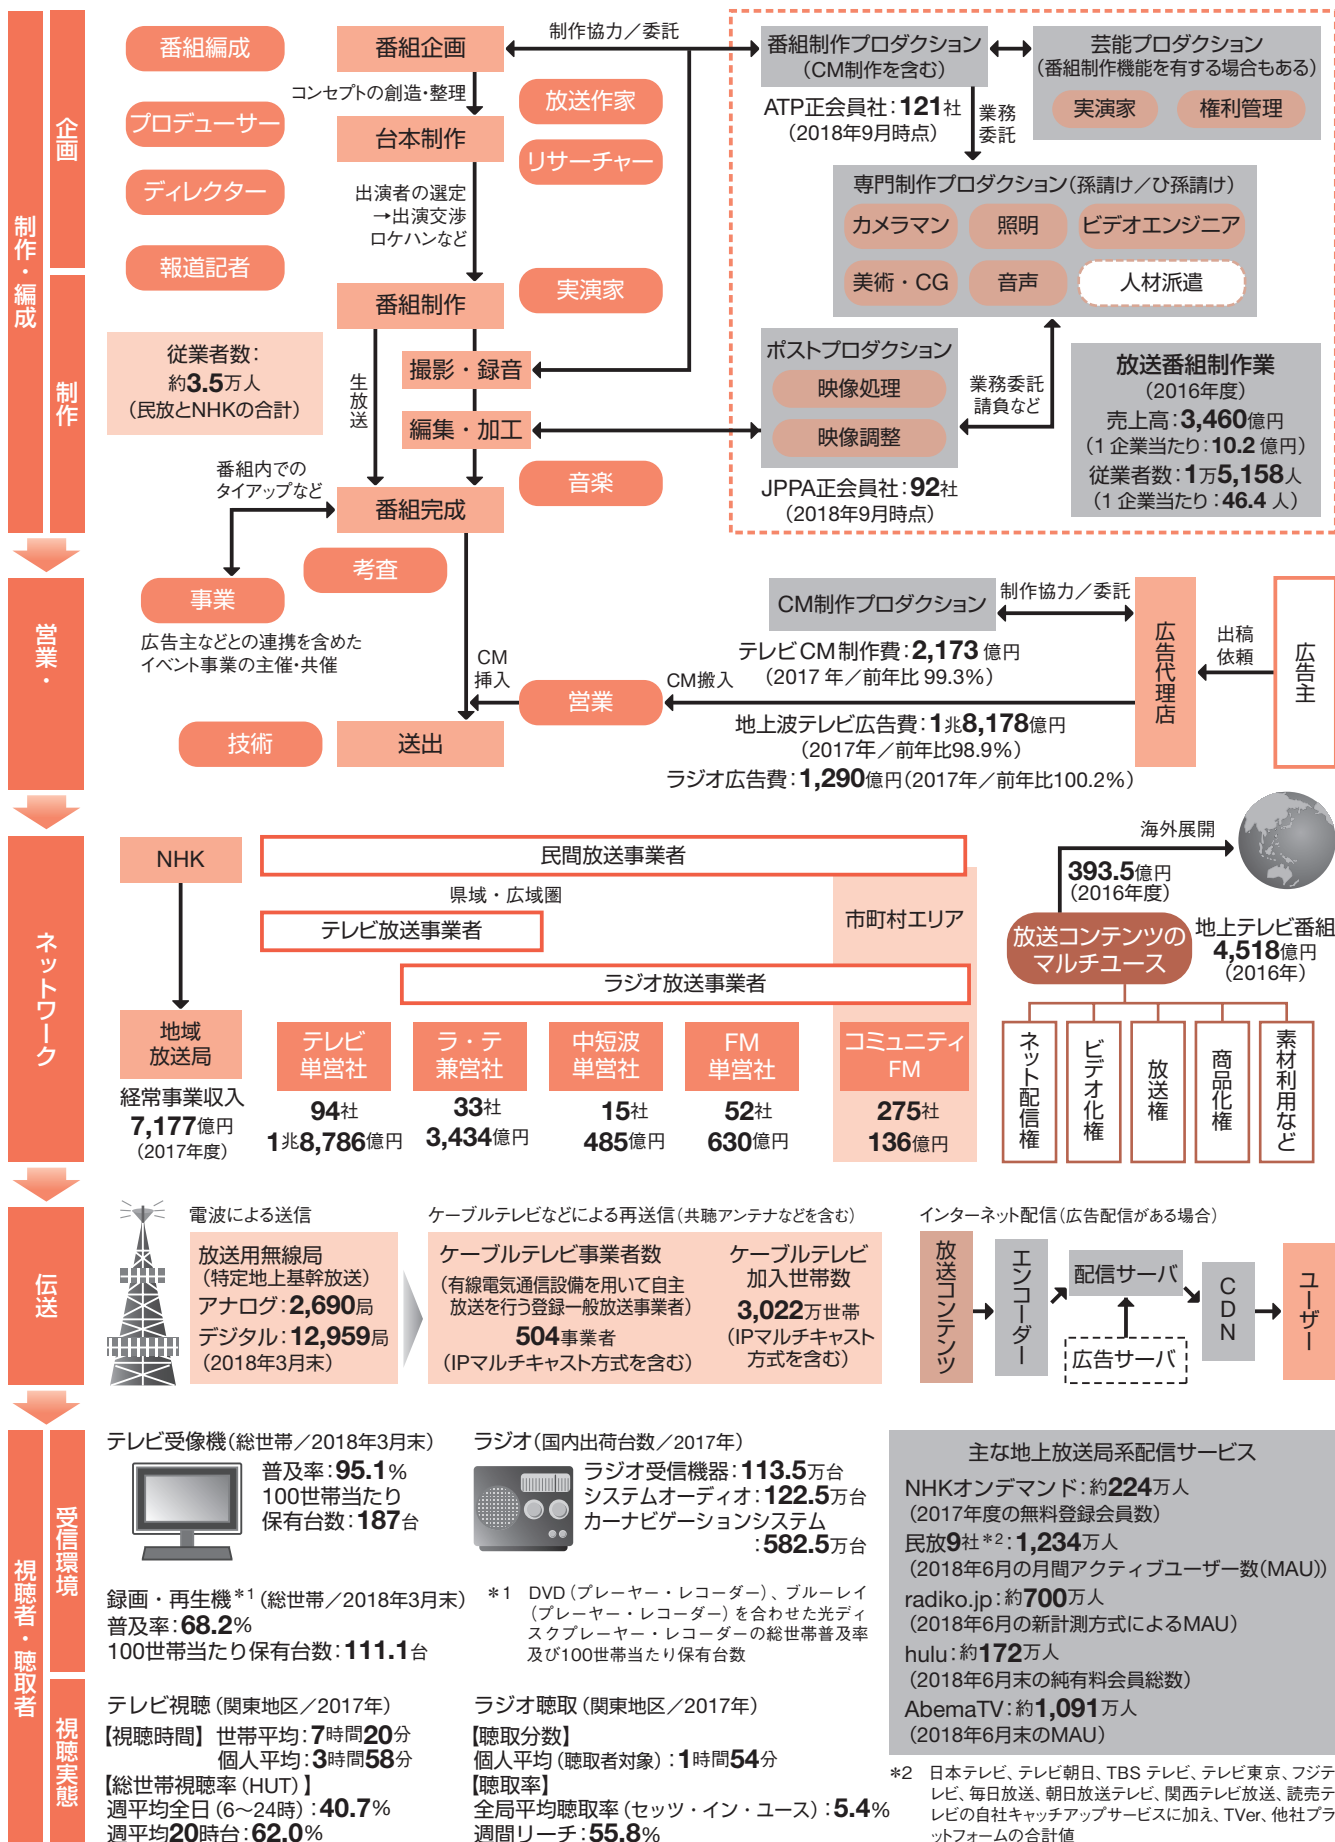 制作・編成
企画
制作
番組編成
プロデューサー
ディレクター
報道記者
従業者数:
約3.5万人
(民放とNHKの合計)
番組企画
コンセプトの創造・整理
台本制作
出演者の選定
→出演交渉
ロケハンなど
番組制作
撮影・録音
編集・加工
生放送
番組完成
番組内での
タイアップなど
放送作家
リサーチャー
実演家
音楽
制作協力／委託
番組制作プロダクション
(CM制作を含む)
ATP正会員社:121社
(2018年9月時点)
業務
委託
芸能プロダクション
(番組制作機能を有する場合もある)
実演家
権利管理
専門制作プロダクション(孫請け／ひ孫請け)
カメラマン
照明
ビデオエンジニア
美術・CG
音声
人材派遣
ポストプロダクション
映像処理
映像調整
JPPA正会員社:92社
(2018年9月時点)
業務委託
請負など
放送番組制作業
(2016年度)
売上高:3,460億円
(1 企業当たり:10.2 億円)
従業者数:1万5,158人
(1 企業当たり:46.4 人)
営業・
考査
事業
広告主などとの連携を含めた
イベント事業の主催・共催
技術
送出
CM
挿入
営業
CM搬入
CM制作プロダクション
制作協力／委託
テレビCM制作費:2,173 億円
(2017 年／前年比 99.3%)
地上波テレビ広告費:1兆8,178億円
(2017年／前年比98.9%)
ラジオ広告費:1,290億円(2017年／前年比100.2%)
広告代理店
出稿
依頼
広告主
ネットワーク
NHK
地域
放送局
経常事業収入
7,177億円
(2017年度)
民間放送事業者
県域・広域圏
テレビ放送事業者
市町村エリア
ラジオ放送事業者
テレビ
単営社
94社
1兆8,786億円
ラ・テ
兼営社
33社
3,434億円
中短波
単営社
15社
485億円
FM
単営社
52社
630億円
コミュニティ
FM
275社
136億円
海外展開
393.5億円
(2016年度)
放送コンテンツの
マルチユース
地上テレビ番組
4,518億円
(2016年)
ネット配信権
ビデオ化権
放送権
商品化権
素材利用など
伝送
電波による送信
放送用無線局
(特定地上基幹放送)
アナログ:2,690局
デジタル:12,959局
(2018年3月末)
ケーブルテレビなどによる再送信(共聴アンテナなどを含む)
ケーブルテレビ事業者数
(有線電気通信設備を用いて自主
放送を行う登録一般放送事業者)
504事業者
(IPマルチキャスト方式を含む)
ケーブルテレビ
加入世帯数
3,022万世帯
(IPマルチキャスト
方式を含む)
インターネット配信(広告配信がある場合)
放送コンテンツ
エンコーダー
配信サーバ
広告サーバ
CDN
ユーザー
視聴者・聴取者
受信環境
視聴実態
テレビ受像機(総世帯／2018年3月末)
普及率:95.1%
100世帯当たり
保有台数:187台
録画・再生機*1(総世帯／2018年3月末)
普及率:68.2%
100世帯当たり保有台数:111.1台
ラジオ(国内出荷台数／2017年)
ラジオ受信機器:113.5万台
システムオーディオ:122.5万台
カーナビゲーションシステム
:582.5万台
*1 DVD(プレーヤー・レコーダー)、ブルーレイ
(プレーヤー・レコーダー)を合わせた光ディ
スクプレーヤー・レコーダーの総世帯普及率
及び100世帯当たり保有台数
テレビ視聴(関東地区／2017年)
【視聴時間】世帯平均:7時間20分
個人平均:3時間58分
【総世帯視聴率(HUT)】
週平均全日(6〜24時):40.7%
週平均20時台:62.0%
ラジオ聴取(関東地区／2017年)
【聴取分数】
個人平均(聴取者対象):1時間54分
【聴取率】
全局平均聴取率(セッツ・イン・ユース):5.4%
週間リーチ:55.8%
主な地上放送局系配信サービス
NHKオンデマンド:約224万人
(2017年度の無料登録会員数)
民放9社*2:1,234万人
(2018年6月の月間アクティブユーザー数(MAU))
radiko.jp:約700万人
(2018年6月の新計測方式によるMAU)
hulu:約172万人
(2018年6月末の純有料会員総数)
AbemaTV:約1,091万人
(2018年6月末のMAU)
*2 日本テレビ、テレビ朝日、TBS テレビ、テレビ東京、フジテ
レビ、毎日放送、朝日放送テレビ、関西テレビ放送、読売テ
レビの自社キャッチアップサービスに加え、TVer、他社プラ
ットフォームの合計値